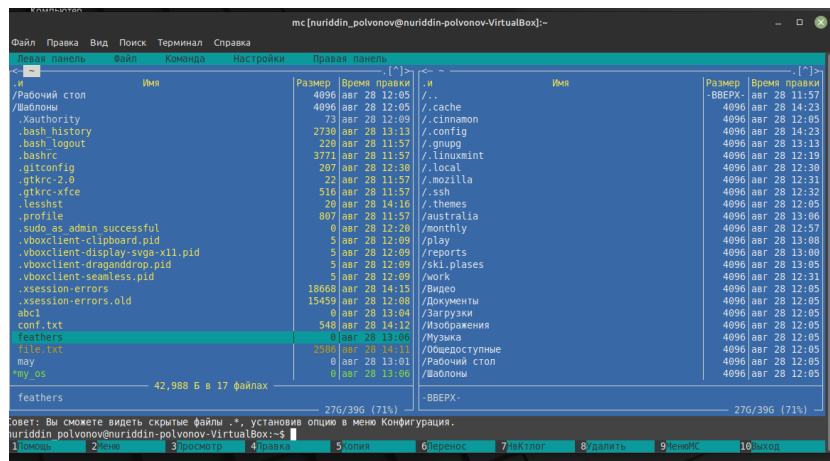 Компьютер
mc [nuriddin_polvonov@nuriddin-polvonov-VirtualBox]:~
Файл Правка Вид Поиск Терминал Справка
Левая панель Файл Команда Настройки Правая панель
<- ~ .[^]> <- ~ .[^]>
.и Имя Размер Время правки .и Имя Размер Время правки
/Рабочий стол 4096 авг 28 12:05 /.. -ВВЕРХ- авг 28 11:57
/Шаблоны 4096 авг 28 12:05 /.cache 4096 авг 28 14:23
.Xauthority 73 авг 28 12:09 /.cinnamon 4096 авг 28 12:05
.bash_history 2730 авг 28 13:13 /.config 4096 авг 28 14:23
.bash_logout 220 авг 28 11:57 /.gnupg 4096 авг 28 13:13
.bashrc 3771 авг 28 11:57 /.linuxmint 4096 авг 28 12:19
.gitconfig 207 авг 28 12:30 /.local 4096 авг 28 12:30
.gtkrc-2.0 22 авг 28 11:57 /.mozilla 4096 авг 28 12:31
.gtkrc-xfce 516 авг 28 11:57 /.ssh 4096 авг 28 12:32
.lesshst 20 авг 28 14:16 /.themes 4096 авг 28 12:05
.profile 807 авг 28 11:57 /australia 4096 авг 28 13:06
.sudo_as_admin_successful 0 авг 28 12:20 /monthly 4096 авг 28 12:57
.vboxclient-clipboard.pid 5 авг 28 12:09 /play 4096 авг 28 13:08
.vboxclient-display-svga-x11.pid 5 авг 28 12:09 /reports 4096 авг 28 13:00
.vboxclient-draganddrop.pid 5 авг 28 12:09 /ski.plases 4096 авг 28 13:05
.vboxclient-seamless.pid 5 авг 28 12:09 /work 4096 авг 28 12:31
.xsession-errors 18668 авг 28 14:15 /Видео 4096 авг 28 12:05
.xsession-errors.old 15459 авг 28 12:08 /Документы 4096 авг 28 12:05
abc1 0 авг 28 13:04 /Загрузки 4096 авг 28 12:05
conf.txt 548 авг 28 14:12 /Изображения 4096 авг 28 12:05
feathers 0 авг 28 13:06 /Музыка 4096 авг 28 12:05
file.txt 2586 авг 28 14:11 /Общедоступные 4096 авг 28 12:05
may 0 авг 28 13:01 /Рабочий стол 4096 авг 28 12:05
*my_os 0 авг 28 13:06 /Шаблоны 4096 авг 28 12:05
42,988 Б в 17 файлах
feathers -ВВЕРХ-
27G/39G (71%) 27G/39G (71%)
Совет: Вы сможете видеть скрытые файлы .*, установив опцию в меню Конфигурация.
nuriddin_polvonov@nuriddin-polvonov-VirtualBox:~$
1Помощь 2Меню 3Просмотр 4Правка 5Копия 6Перенос 7НвКтлог 8Удалить 9МенюMC 10Выход